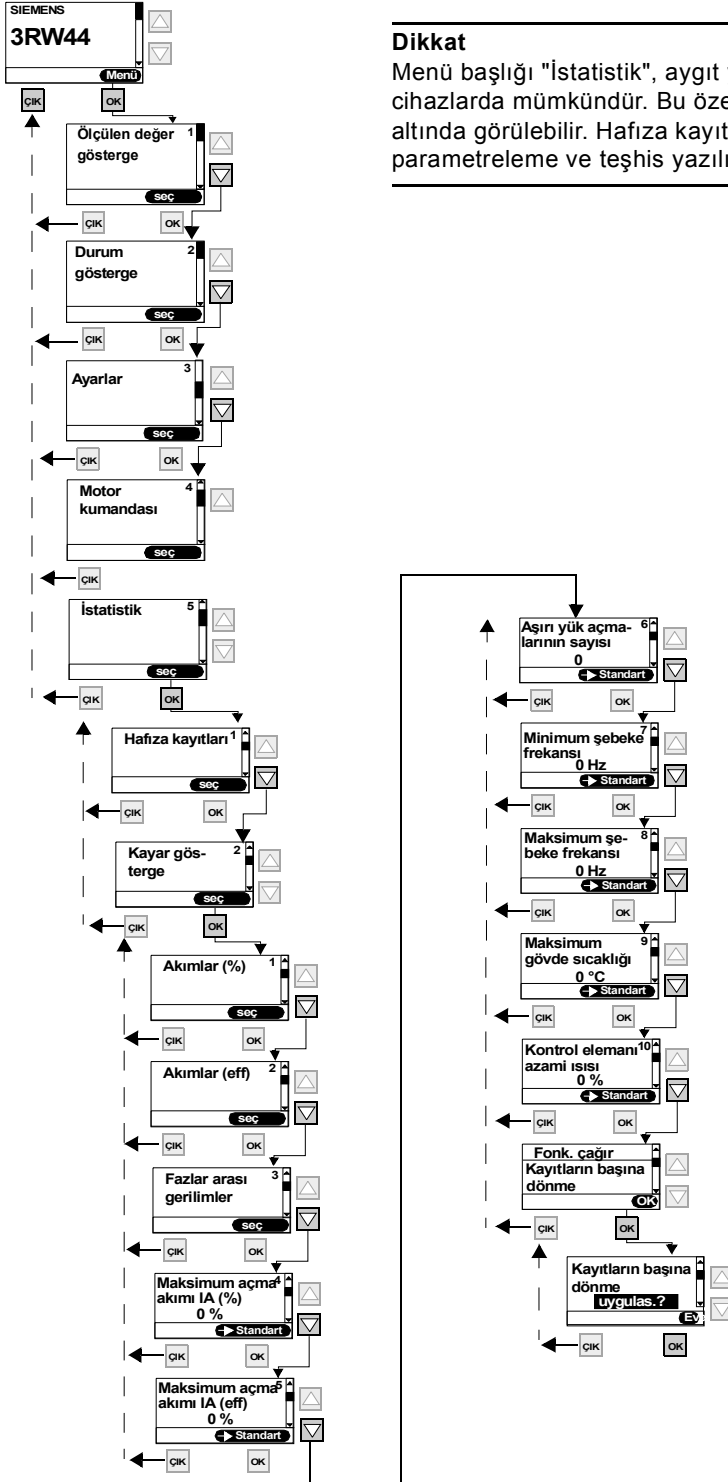 SIEMENS
3RW44
Menü
ÇIK
OK
Dikkat
Menü başlığı "İstatistik", aygıt
cihazlarda mümkündür. Bu öze
altında görülebilir. Hafıza kayıt
parametreleme ve teşhis yazılı
Ölçülen değer 1
gösterge
seç
ÇIK
OK
Durum 2
gösterge
seç
ÇIK
OK
Ayarlar 3
seç
ÇIK
OK
Motor 4
kumandası
seç
ÇIK
İstatistik 5
seç
ÇIK
OK
Hafıza kayıtları 1
seç
ÇIK
OK
Kayar gös- 2
terge
seç
ÇIK
OK
Akımlar (%) 1
seç
ÇIK
OK
Akımlar (eff) 2
seç
ÇIK
OK
Fazlar arası 3
gerilimler
seç
ÇIK
OK
Maksimum açma 4
akımı IA (%)
0 %
Standart
ÇIK
OK
Maksimum açma 5
akımı IA (eff)
0 %
Standart
ÇIK
OK
Aşırı yük açma- 6
larının sayısı
0
Standart
ÇIK
OK
Minimum şebeke 7
frekansı
0 Hz
Standart
ÇIK
OK
Maksimum şe- 8
beke frekansı
0 Hz
Standart
ÇIK
OK
Maksimum 9
gövde sıcaklığı
0 °C
Standart
ÇIK
OK
Kontrol elemanı 10
azami ısısı
0 %
Standart
ÇIK
OK
Fonk. çağır
Kayıtların başına
dönme
OK
ÇIK
OK
Kayıtların başına
dönme
uygulas.?
Eve
ÇIK
OK